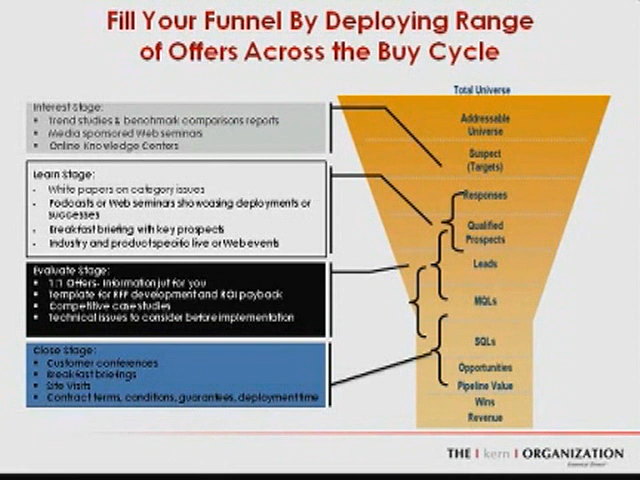 Fill Your Funnel By Deploying Range
of Offers Across the Buy Cycle
Interest Stage:
Trend studies & benchmark comparisons reports
Media sponsored Web seminars
Online Knowledge Centers
Learn Stage:
White papers on category issues
Podcasts or Web seminars showcasing deployments or
successes
Breakfast briefing with key prospects
Industry and product specific live or Web events
Evaluate Stage:
1:1 Offers- Information jut for you
Template for RFP development and ROI payback
Competitive case studies
Technical issues to consider before implementation
Close Stage:
Customer conferences
Breakfast briefings
Site Visits
Contract terms, conditions, guarantees, deployment time
Total Universe
Addressable
Universe
Suspect
(Targets)
Responses
Qualified
Prospects
Leads
MQLs
SQLs
Opportunities
Pipeline Value
Wins
Revenue
THE | kern | ORGANIZATION